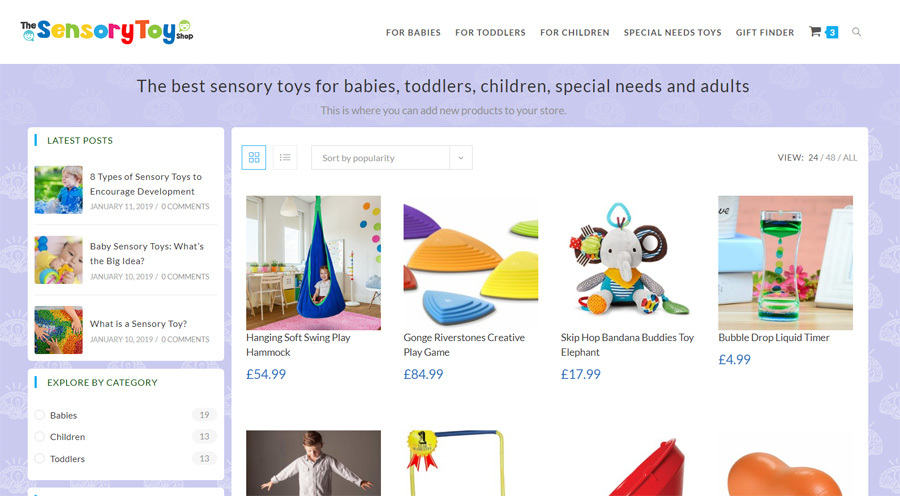 The
SensoryToy
Shop
FOR BABIES FOR TODDLERS FOR CHILDREN SPECIAL NEEDS TOYS GIFT FINDER 3
The best sensory toys for babies, toddlers, children, special needs and adults
This is where you can add new products to your store.
LATEST POSTS
8 Types of Sensory Toys to
Encourage Development
JANUARY 11, 2019 / 0 COMMENTS
Baby Sensory Toys: What's
the Big Idea?
JANUARY 10, 2019 / 0 COMMENTS
What is a Sensory Toy?
JANUARY 10, 2019 / 0 COMMENTS
EXPLORE BY CATEGORY
Babies 19
Children 13
Toddlers 13
Sort by popularity
VIEW: 24 / 48 / ALL
Hanging Soft Swing Play
Hammock
£54.99
Gonge Riverstones Creative
Play Game
£84.99
Skip Hop Bandana Buddies Toy
Elephant
£17.99
Bubble Drop Liquid Timer
£4.99
1